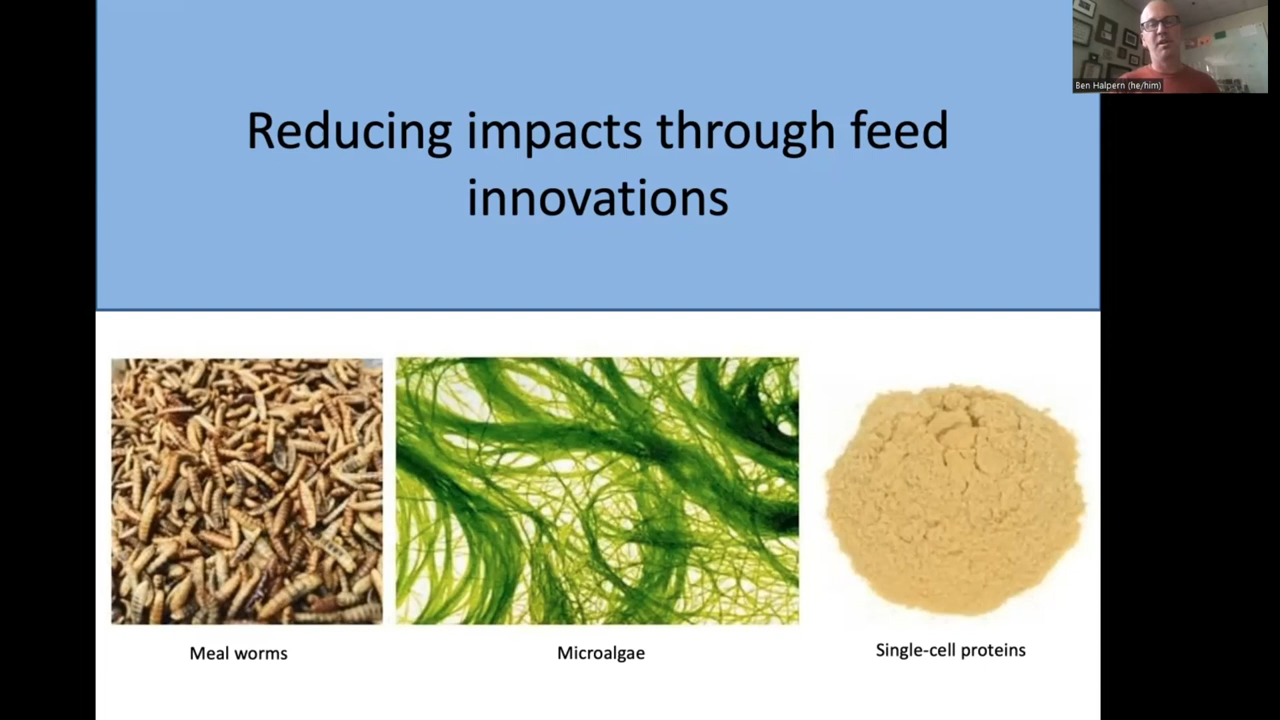 Ben Halpern (he/him)
Reducing impacts through feed
innovations
Meal worms
Microalgae
Single-cell proteins